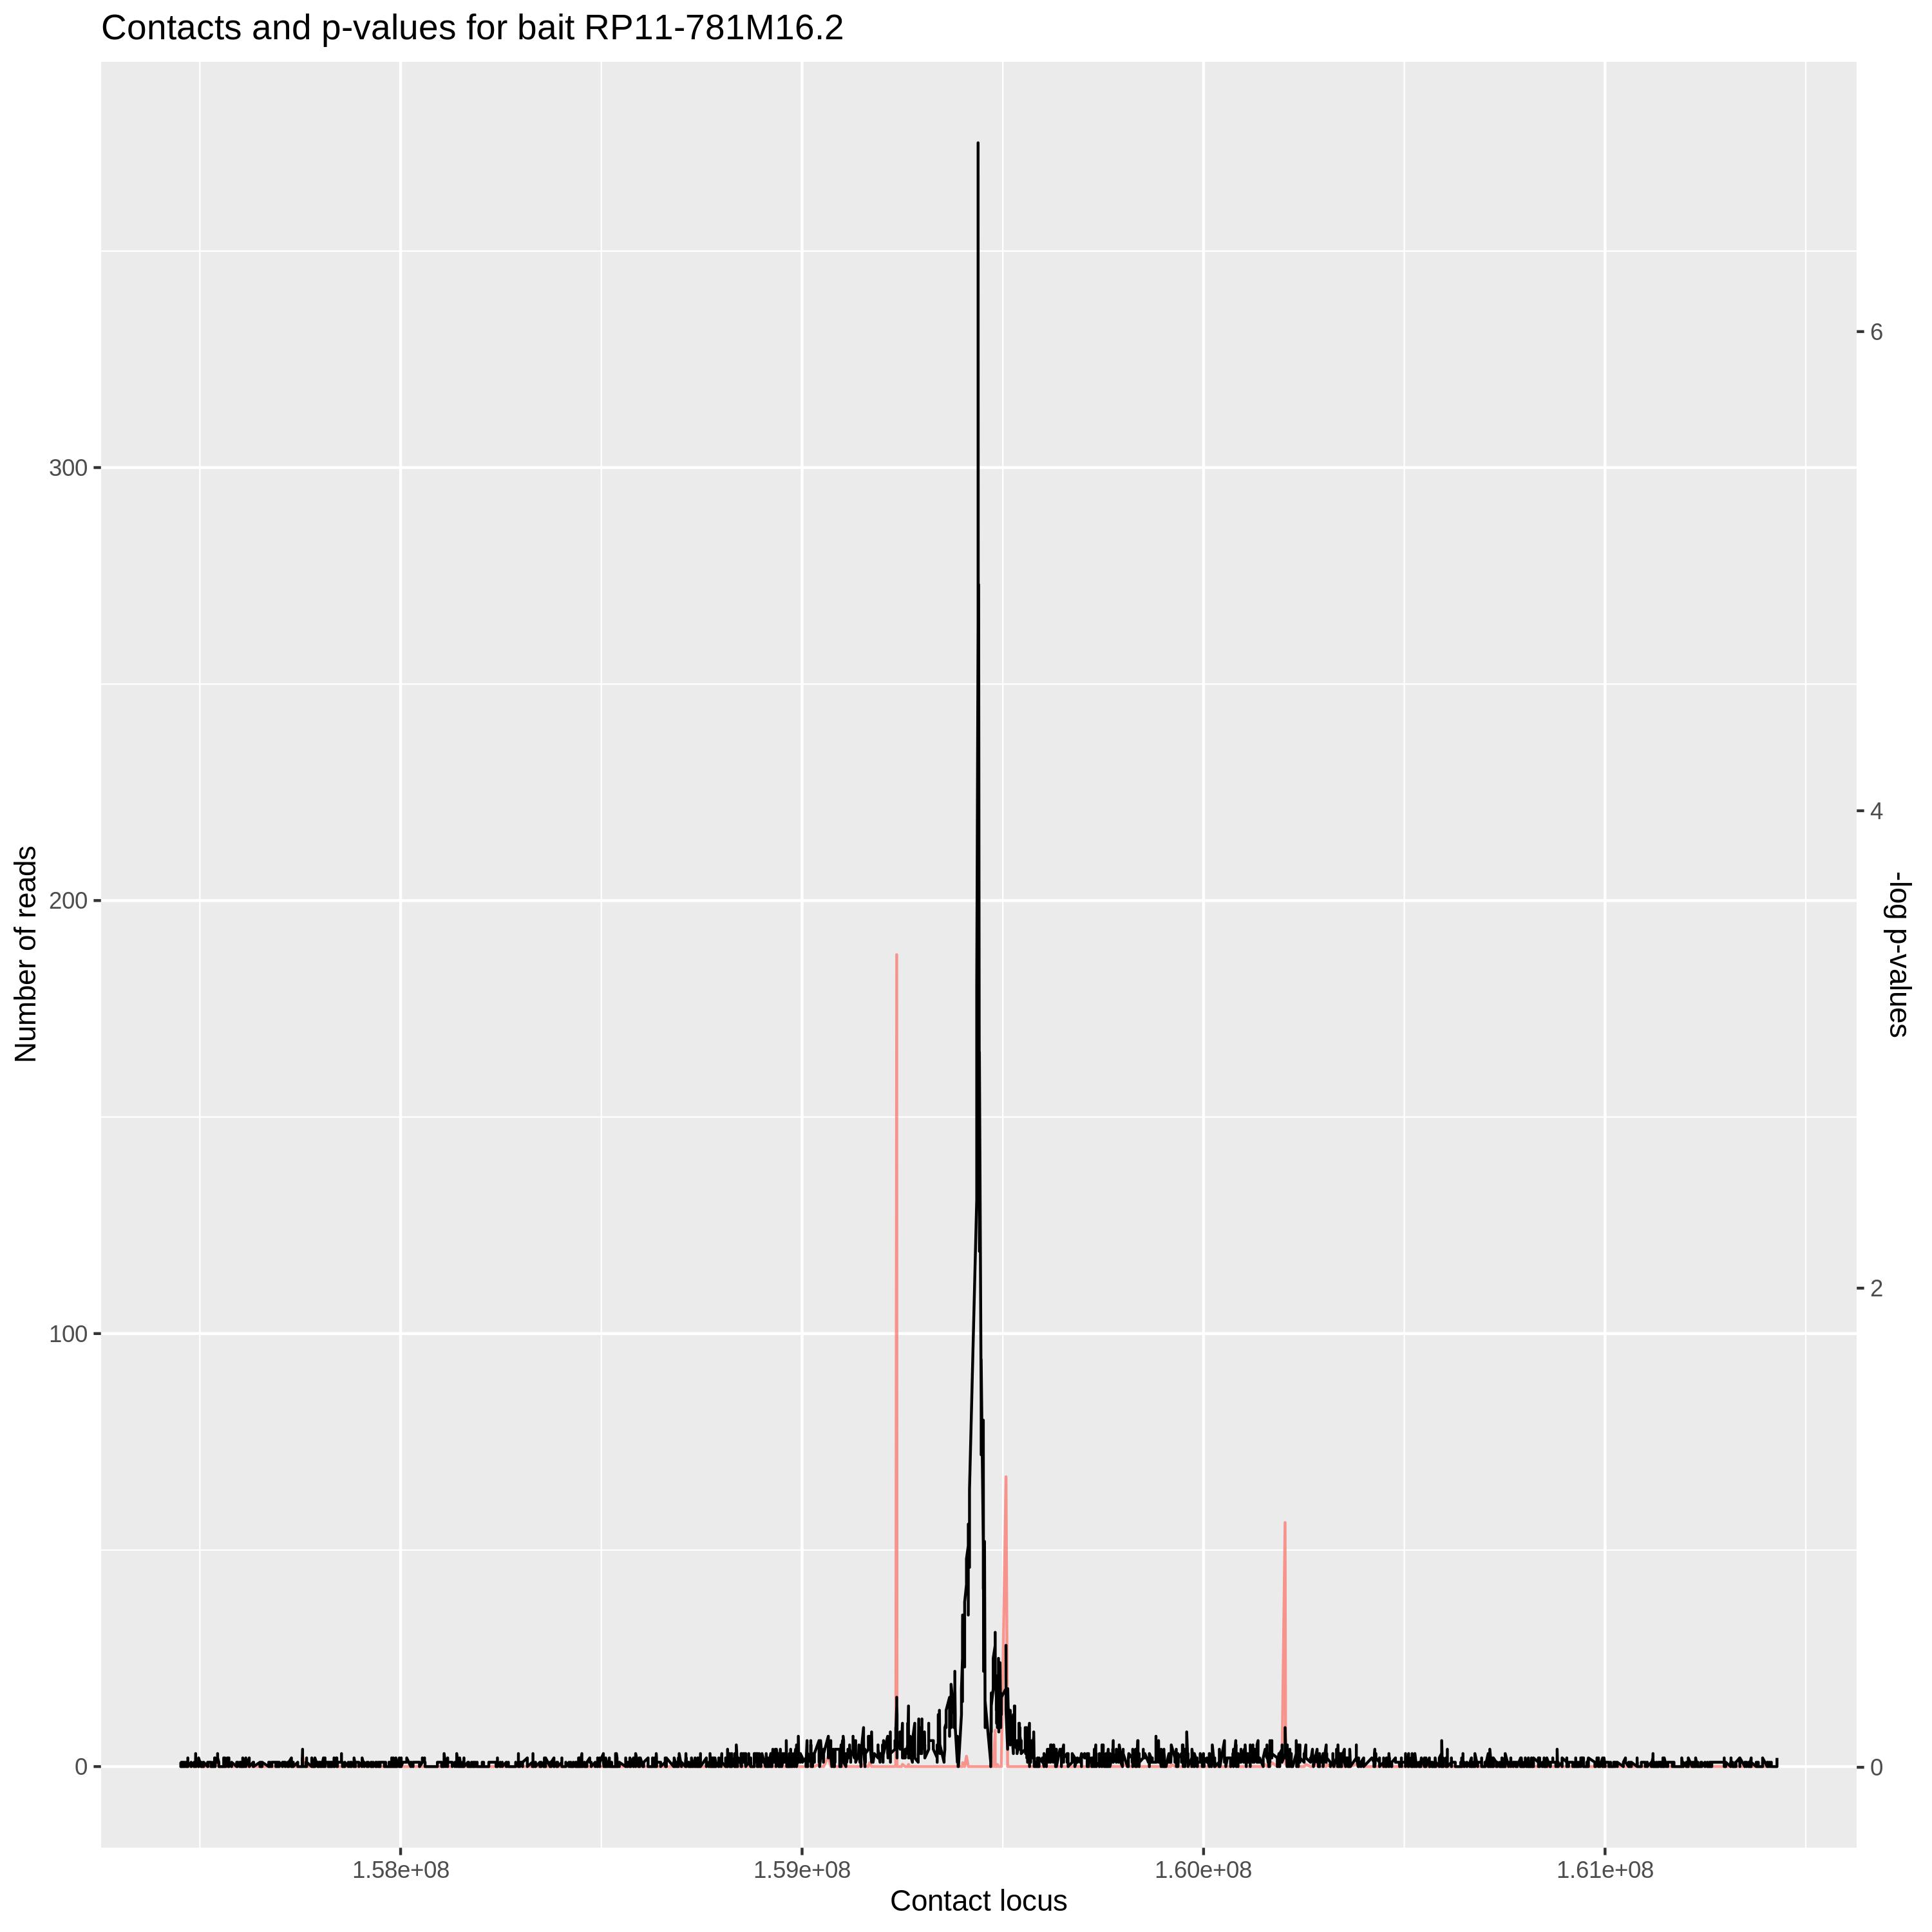 Contacts and p-values for bait RP11-781M16.2
Number of reads
300
200
100
0
6
4
2
0
-log p-values
1.58e+08
1.59e+08
1.60e+08
1.61e+08
Contact locus